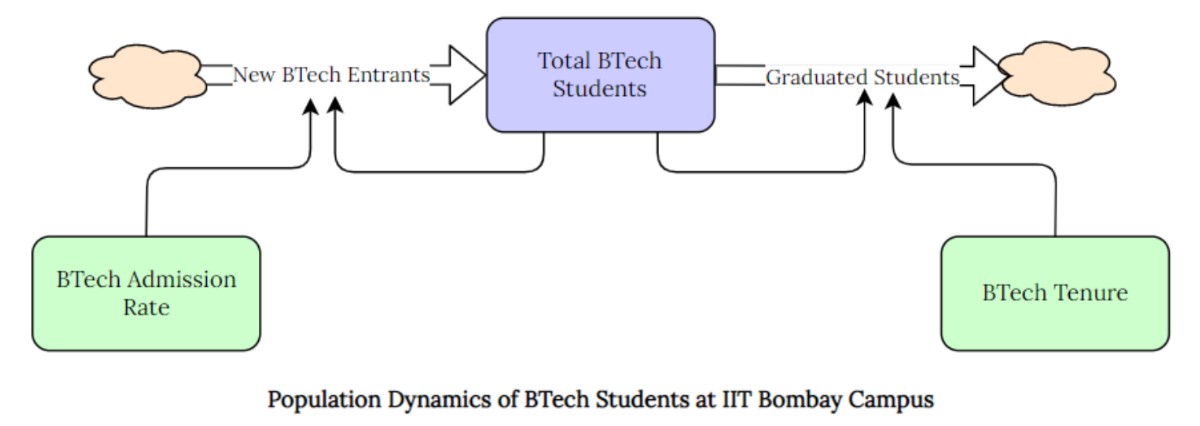 New BTech Entrants
Total BTech
Students
Graduated Students
BTech Admission
Rate
BTech Tenure
Population Dynamics of BTech Students at IIT Bombay Campus